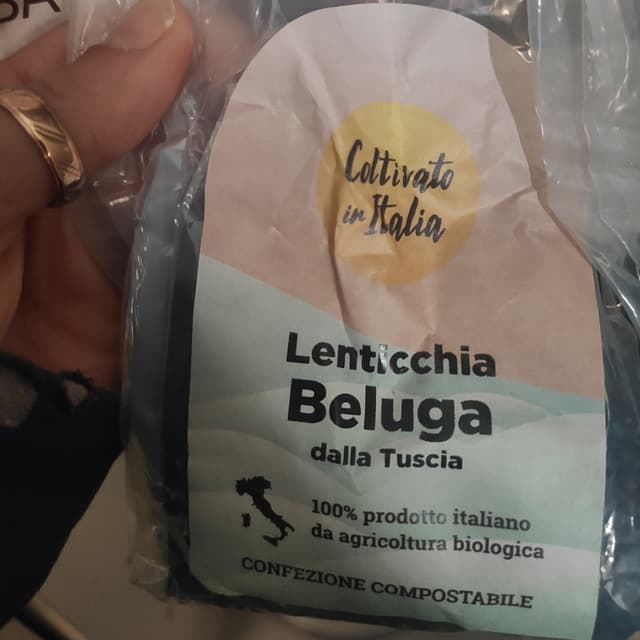 Coltivato
in Italia
Lenticchia
Beluga
dalla Tuscia
100% prodotto italiano
da agricoltura biologica
CONFEZIONE COMPOSTABILE